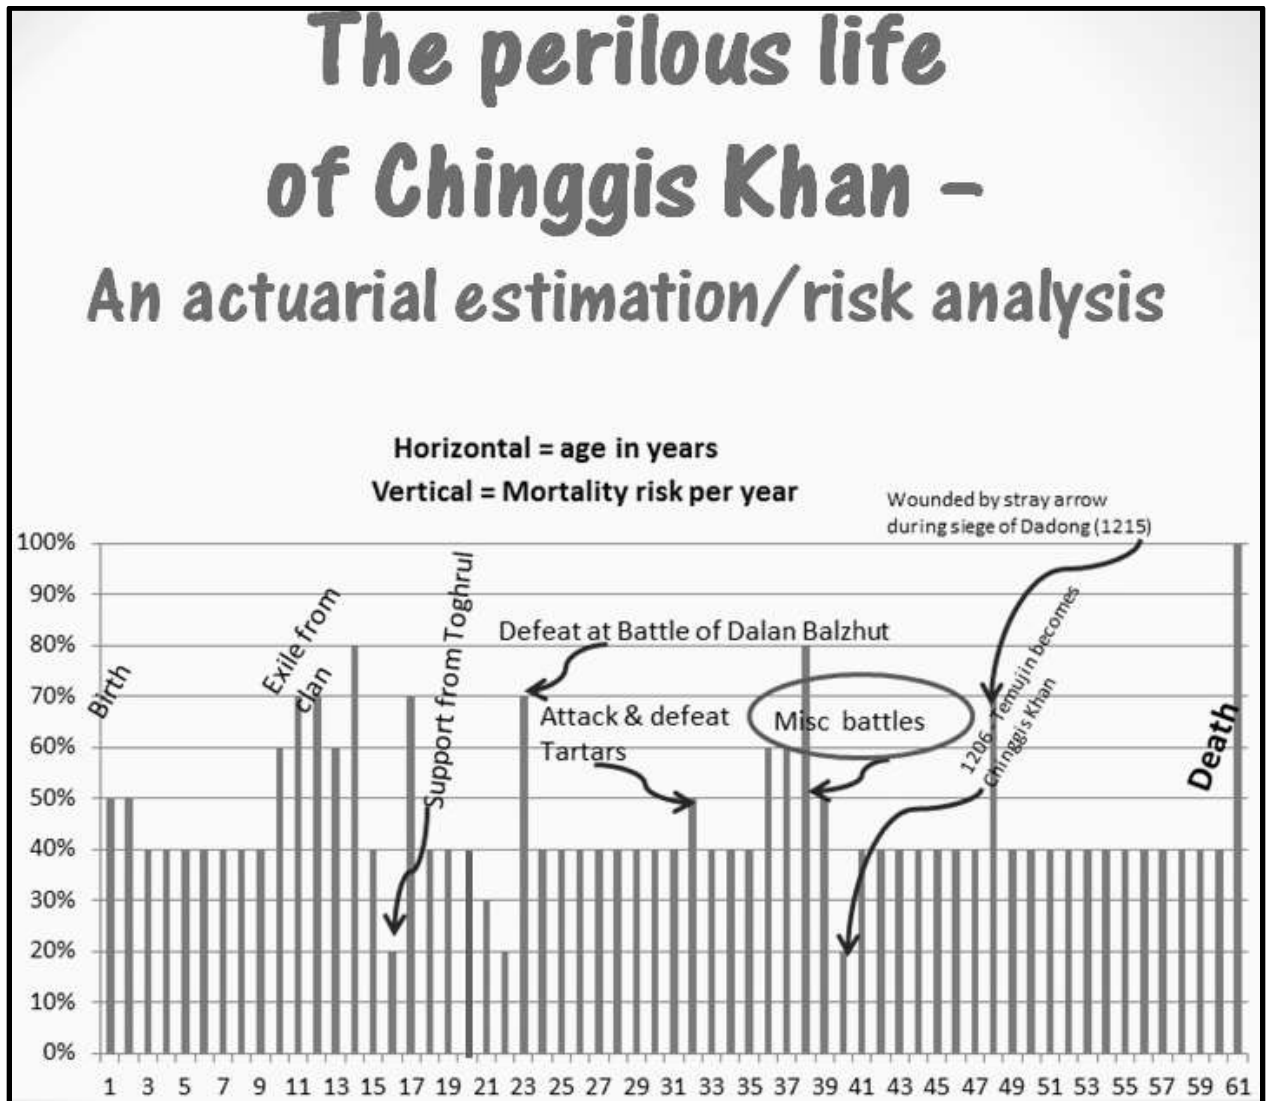 The perilous life
of Chinggis Khan –
An actuarial estimation/risk analysis
Horizontal = age in years
Vertical = Mortality risk per year
Wounded by stray arrow
during siege of Dadong (1215)
100%
90%
80%
70%
60%
50%
40%
30%
20%
10%
0%
Birth
Exile from
clan
Support from Toghrul
Defeat at Battle of Dalan Balzhut
Attack & defeat
Tartars
Misc battles
1206 Temujin becomes
Chinggis Khan
Death
1 3 5 7 9 11 13 15 17 19 21 23 25 27 29 31 33 35 37 39 41 43 45 47 49 51 53 55 57 59 61